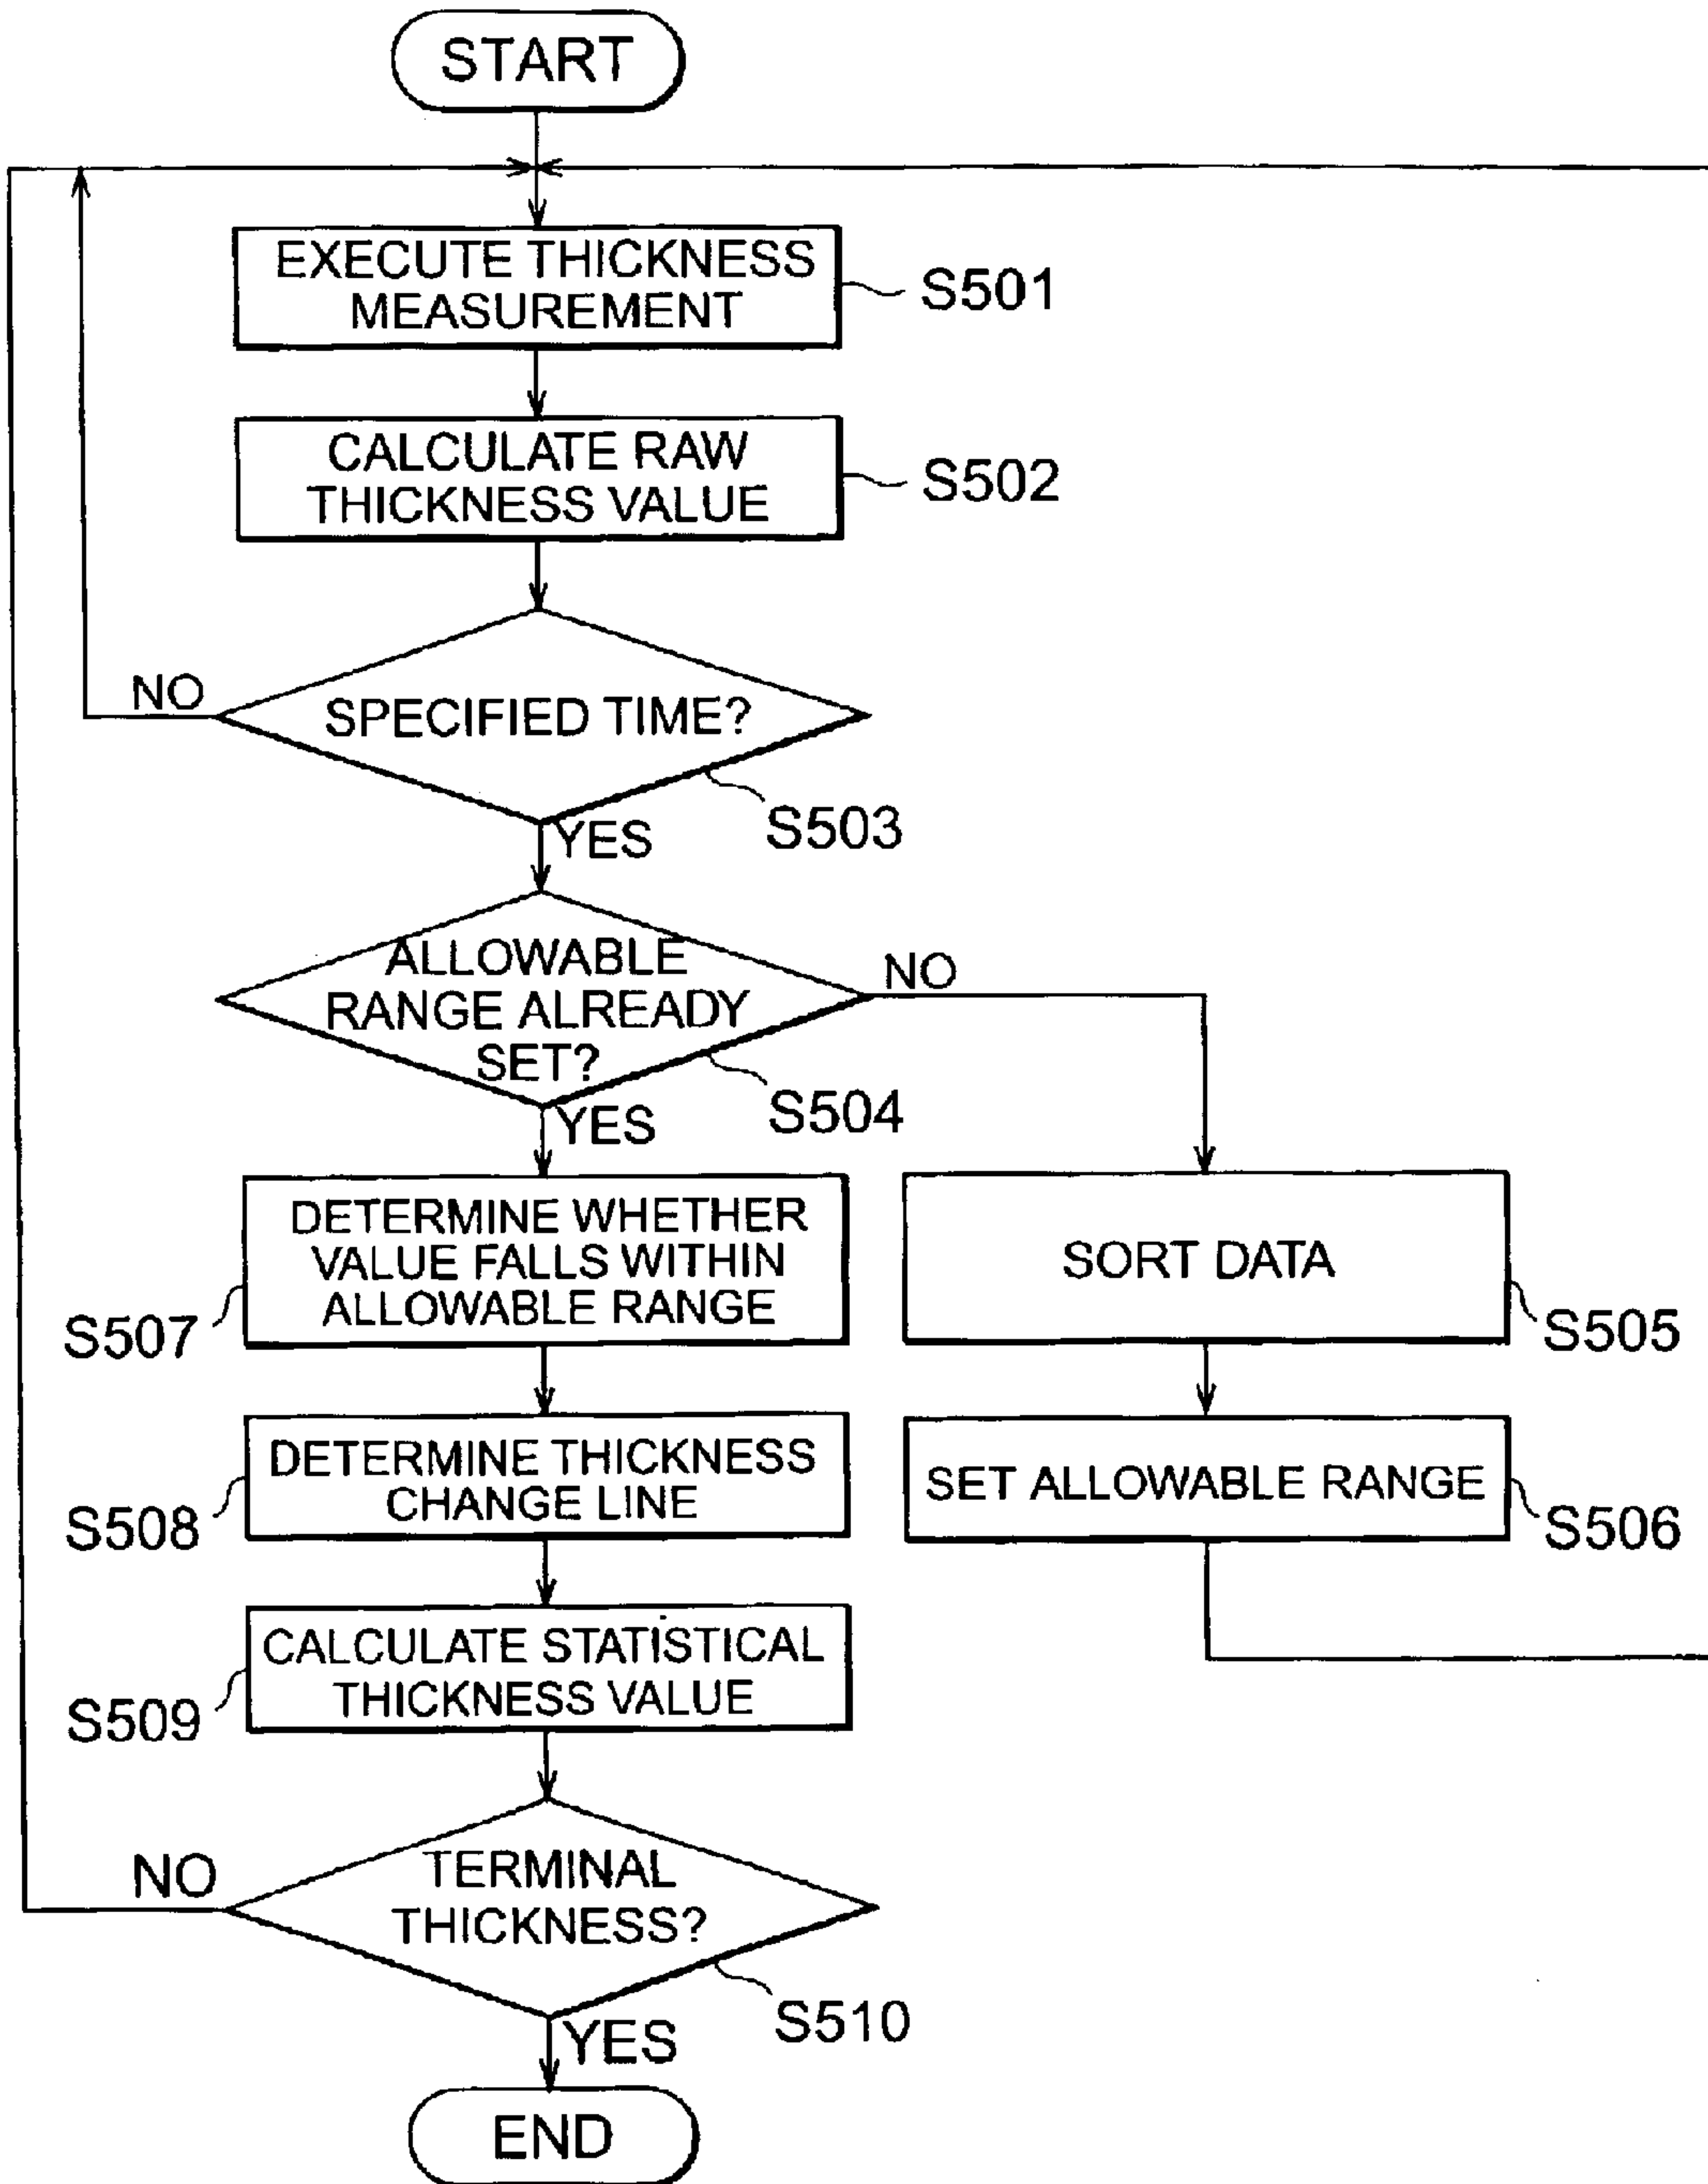 START
EXECUTE THICKNESS
MEASUREMENT
S501
CALCULATE RAW
THICKNESS VALUE
S502
NO
SPECIFIED TIME?
S503
YES
ALLOWABLE
RANGE ALREADY
SET?
NO
S504
YES
DETERMINE WHETHER
VALUE FALLS WITHIN
ALLOWABLE RANGE
S507
SORT DATA
S505
DETERMINE THICKNESS
CHANGE LINE
S508
SET ALLOWABLE RANGE
S506
CALCULATE STATISTICAL
THICKNESS VALUE
S509
NO
TERMINAL
THICKNESS?
S510
YES
END